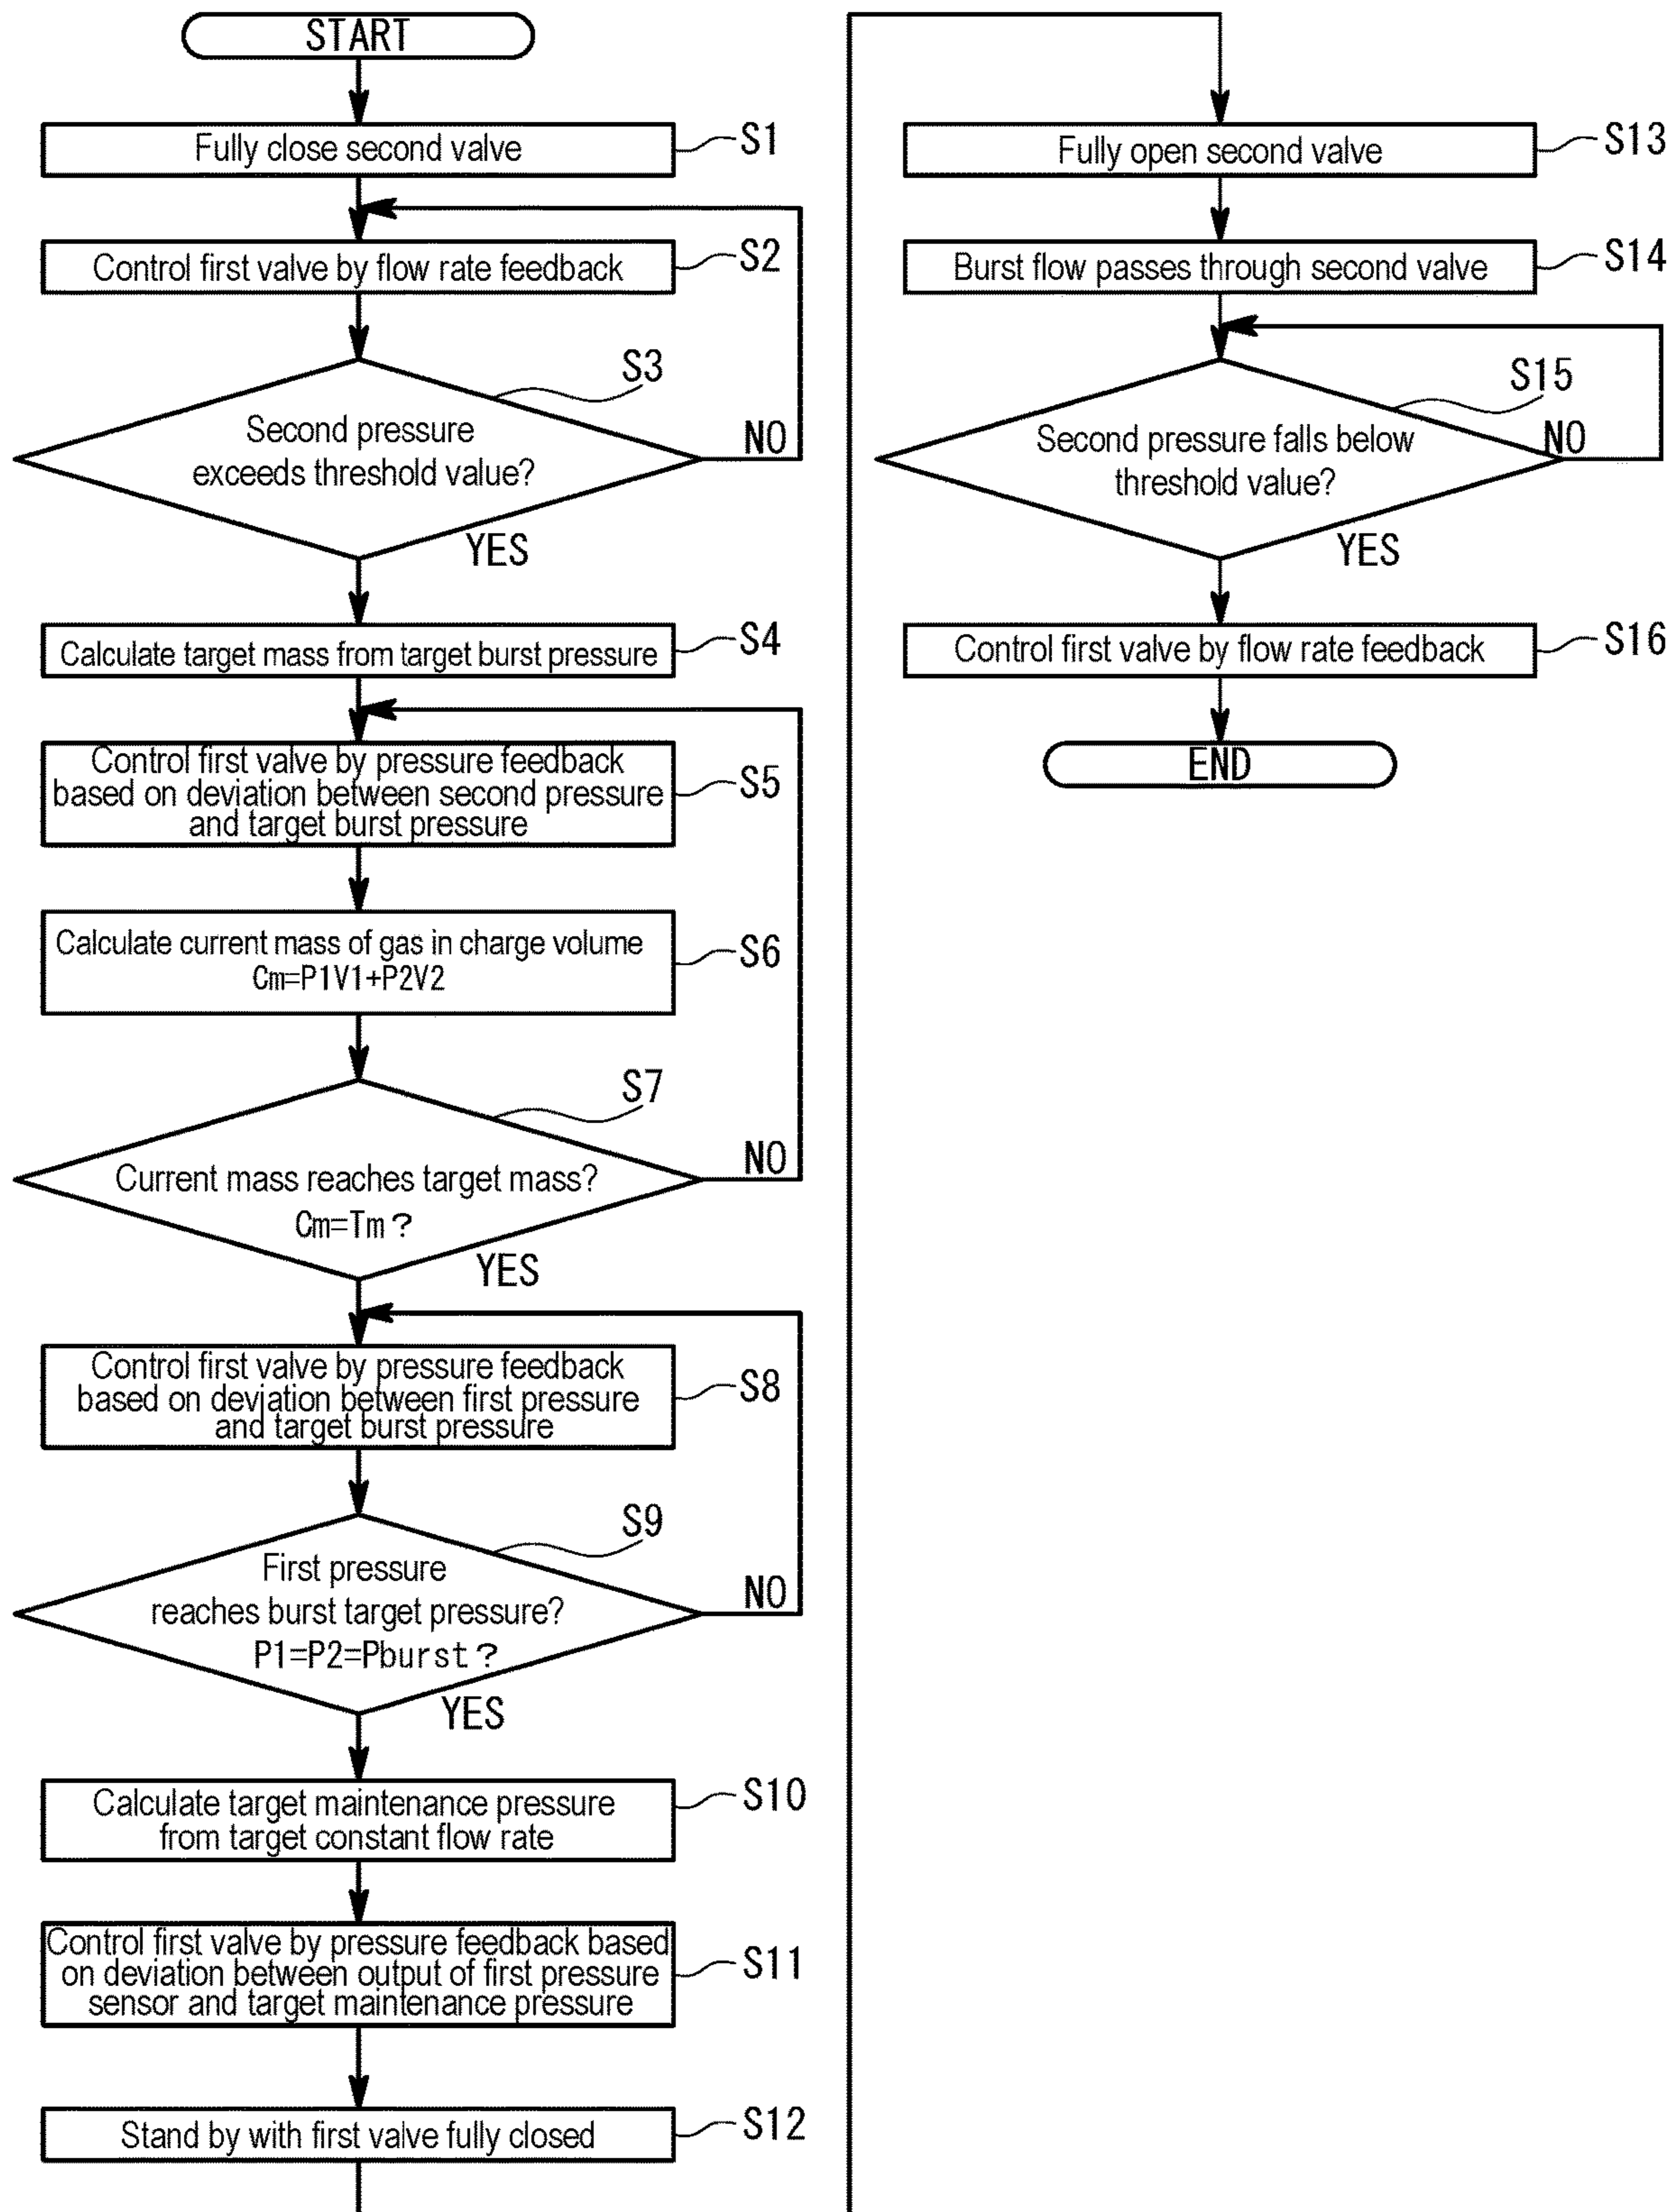 START
Fully close second valve
S1
Control first valve by flow rate feedback
S2
S3
Second pressure
exceeds threshold value?
NO
YES
Calculate target mass from target burst pressure
S4
Control first valve by pressure feedback
based on deviation between second pressure
and target burst pressure
S5
Calculate current mass of gas in charge volume
Cm=P1V1+P2V2
S6
S7
Current mass reaches target mass?
Cm=Tm?
NO
YES
Control first valve by pressure feedback
based on deviation between first pressure
and target burst pressure
S8
S9
First pressure
reaches burst target pressure?
P1=P2=Pburst?
NO
YES
Calculate target maintenance pressure
from target constant flow rate
S10
Control first valve by pressure feedback based
on deviation between output of first pressure
sensor and target maintenance pressure
S11
Stand by with first valve fully closed
S12
Fully open second valve
S13
Burst flow passes through second valve
S14
S15
Second pressure falls below
threshold value?
NO
YES
Control first valve by flow rate feedback
S16
END